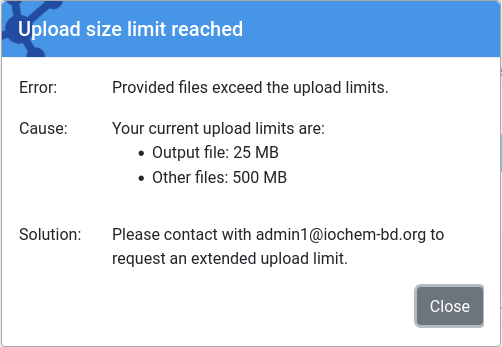 Upload size limit reached
Error: Provided files exceed the upload limits.
Cause: Your current upload limits are:
• Output file: 25 MB
• Other files: 500 MB
Solution: Please contact with admin1@iochem-bd.org to
request an extended upload limit.
Close